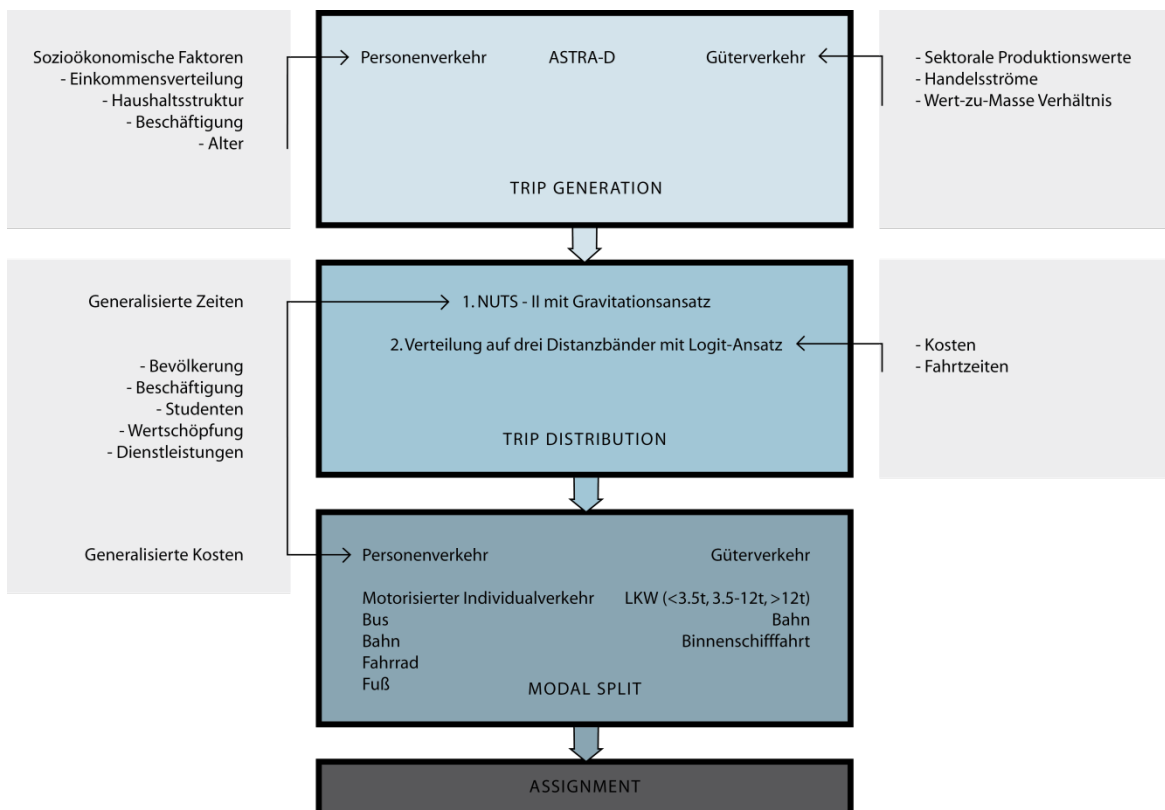 Sozioökonomische Faktoren
- Einkommensverteilung
- Haushaltsstruktur
- Beschäftigung
- Alter
Personenverkehr
ASTRA-D
Güterverkehr
- Sektorale Produktionswerte
- Handelsströme
- Wert-zu-Masse Verhältnis
TRIP GENERATION
Generalisierte Zeiten
- Bevölkerung
- Beschäftigung
- Studenten
- Wertschöpfung
- Dienstleistungen
Generalisierte Kosten
1. NUTS - II mit Gravitationsansatz
2. Verteilung auf drei Distanzbänder mit Logit-Ansatz
- Kosten
- Fahrtzeiten
TRIP DISTRIBUTION
Personenverkehr
Güterverkehr
Motorisierter Individualverkehr
Bus
Bahn
Fahrrad
Fuß
LKW (<3.5t, 3.5-12t, >12t)
Bahn
Binnenschifffahrt
MODAL SPLIT
ASSIGNMENT